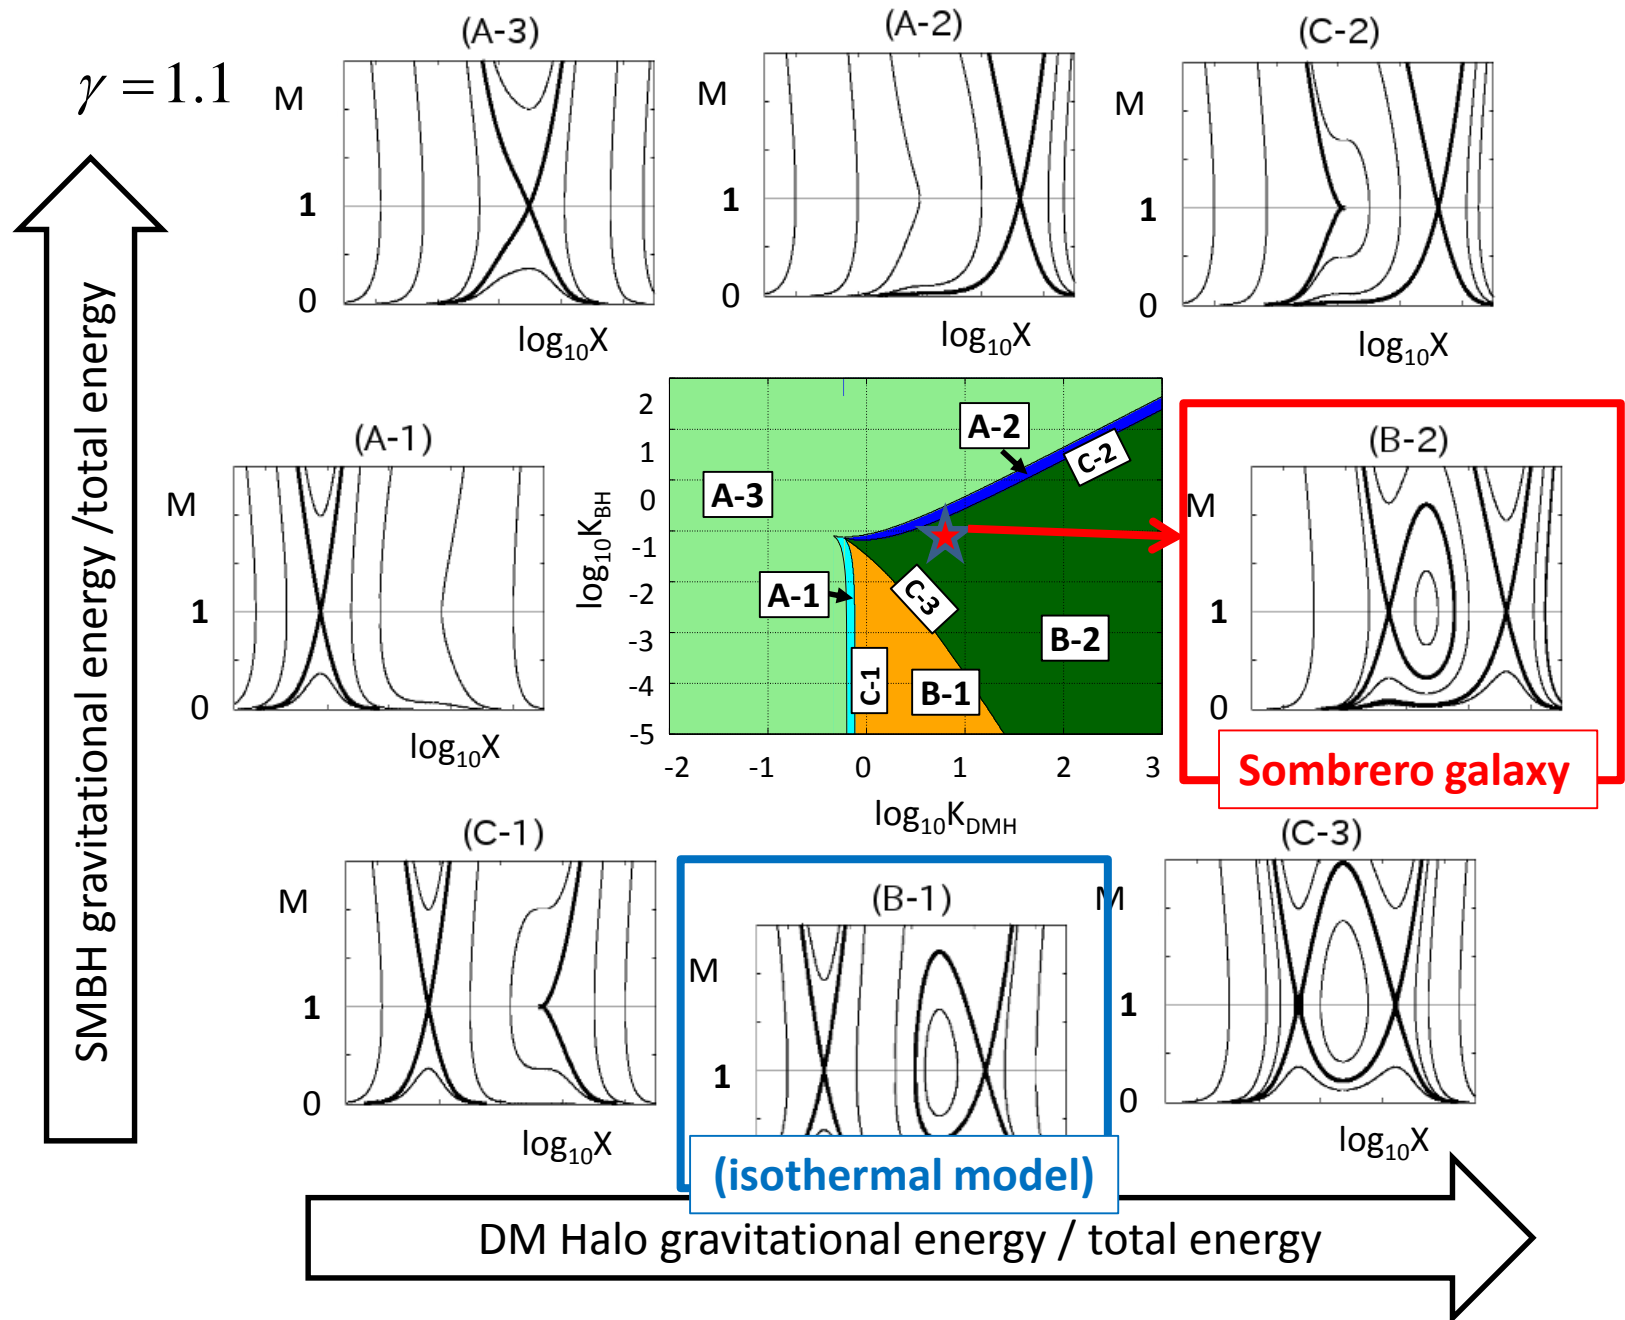 (A-3)
(A-2)
(C-2)
γ = 1.1
M
1
0
log₁₀X
M
1
0
log₁₀X
M
1
0
log₁₀X
SMBH gravitational energy /total energy
(A-1)
M
1
0
log₁₀X
log₁₀K_BH
2
1
0
-1
-2
-3
-4
-5
A-2
C-2
A-3
A-1
C-3
B-2
C-1
B-1
-2
-1
0
1
2
3
log₁₀K_DMH
(B-2)
M
1
0
Sombrero galaxy
(C-1)
M
1
0
log₁₀X
(B-1)
M
1
(isothermal model)
(C-3)
M
1
0
log₁₀X
DM Halo gravitational energy / total energy